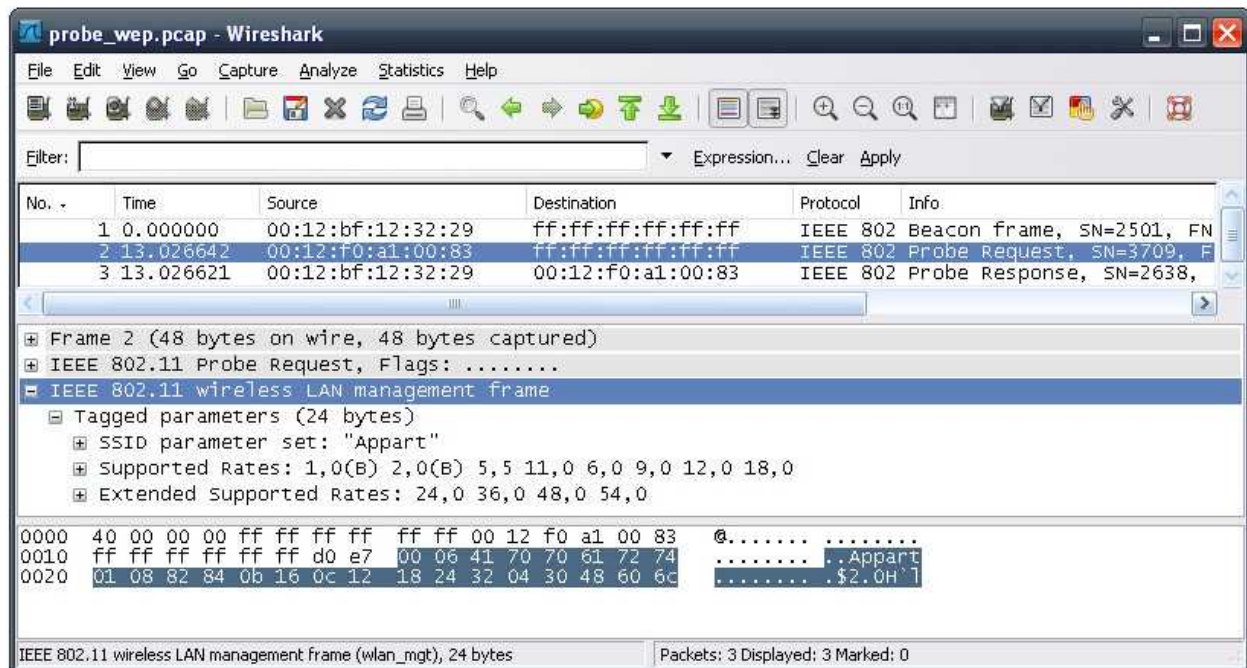 probe_wep.pcap - Wireshark
File Edit View Go Capture Analyze Statistics Help
Filter: Expression... Clear Apply
No. Time Source Destination Protocol Info
1 0.000000 00:12:bf:12:32:29 ff:ff:ff:ff:ff:ff IEEE 802 Beacon frame, SN=2501, FN
2 13.026642 00:12:f0:a1:00:83 ff:ff:ff:ff:ff:ff IEEE 802 Probe Request, SN=3709, F
3 13.026621 00:12:bf:12:32:29 00:12:f0:a1:00:83 IEEE 802 Probe Response, SN=2638,
Frame 2 (48 bytes on wire, 48 bytes captured)
IEEE 802.11 Probe Request, Flags: ........
IEEE 802.11 wireless LAN management frame
Tagged parameters (24 bytes)
SSID parameter set: "Appart"
Supported Rates: 1,0(B) 2,0(B) 5,5 11,0 6,0 9,0 12,0 18,0
Extended Supported Rates: 24,0 36,0 48,0 54,0
0000 40 00 00 00 ff ff ff ff ff ff 00 12 f0 a1 00 83 @....... ........
0010 ff ff ff ff ff ff d0 e7 00 06 41 70 70 61 72 74 ........ ..Appart
0020 01 08 82 84 0b 16 0c 12 18 24 32 04 30 48 60 6c ........ .$2.0H`l
IEEE 802.11 wireless LAN management frame (wlan_mgt), 24 bytes Packets: 3 Displayed: 3 Marked: 0